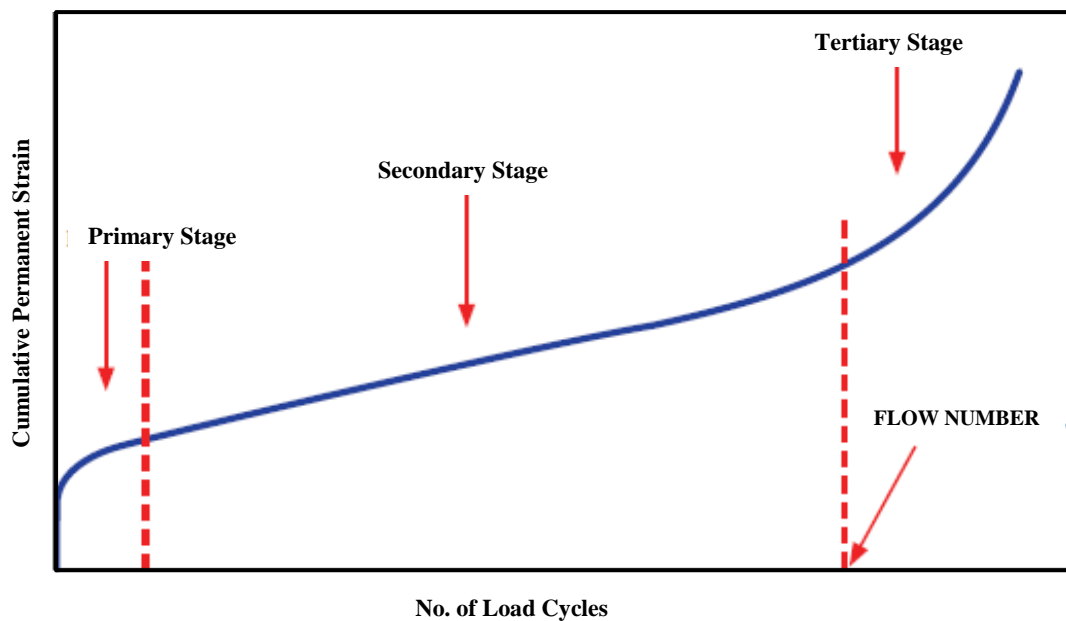 Tertiary Stage
Secondary Stage
Primary Stage
Cumulative Permanent Strain
FLOW NUMBER
No. of Load Cycles